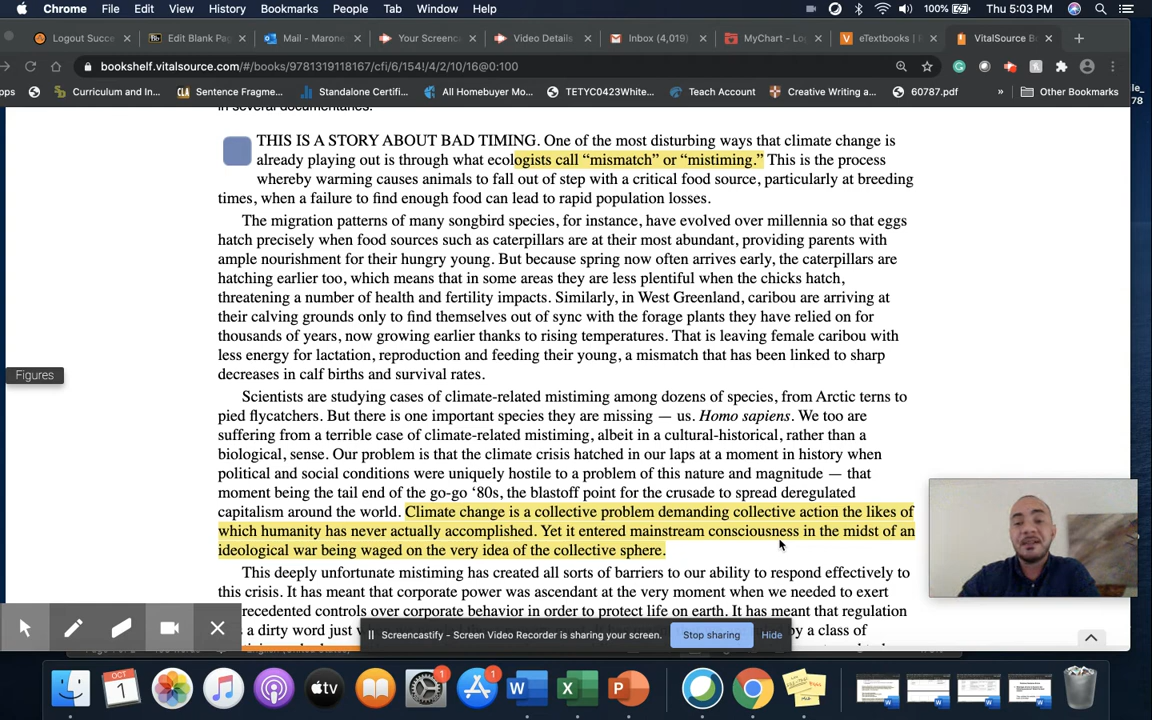 Chrome File Edit View History Bookmarks People Tab Window Help 100% Thu 5:03 PM
Logout Succe Edit Blank Pa Mail - Marone Your Screenc Video Details Inbox (4,019) MyChart - Lo eTextbooks | VitalSource B
bookshelf.vitalsource.com/#/books/9781319118167/cfi/6/154!/4/2/10/16@0:100
pps Curriculum and In... Sentence Fragme... Standalone Certifi... All Homebuyer Mo... TETYC0423White... Teach Account Creative Writing a... 60787.pdf » Other Bookmarks
le_
78
in several documentaries.
THIS IS A STORY ABOUT BAD TIMING. One of the most disturbing ways that climate change is
already playing out is through what ecologists call “mismatch” or “mistiming.” This is the process
whereby warming causes animals to fall out of step with a critical food source, particularly at breeding
times, when a failure to find enough food can lead to rapid population losses.
The migration patterns of many songbird species, for instance, have evolved over millennia so that eggs
hatch precisely when food sources such as caterpillars are at their most abundant, providing parents with
ample nourishment for their hungry young. But because spring now often arrives early, the caterpillars are
hatching earlier too, which means that in some areas they are less plentiful when the chicks hatch,
threatening a number of health and fertility impacts. Similarly, in West Greenland, caribou are arriving at
their calving grounds only to find themselves out of sync with the forage plants they have relied on for
thousands of years, now growing earlier thanks to rising temperatures. That is leaving female caribou with
less energy for lactation, reproduction and feeding their young, a mismatch that has been linked to sharp
Figures
decreases in calf births and survival rates.
Scientists are studying cases of climate-related mistiming among dozens of species, from Arctic terns to
pied flycatchers. But there is one important species they are missing — us. Homo sapiens. We too are
suffering from a terrible case of climate-related mistiming, albeit in a cultural-historical, rather than a
biological, sense. Our problem is that the climate crisis hatched in our laps at a moment in history when
political and social conditions were uniquely hostile to a problem of this nature and magnitude — that
moment being the tail end of the go-go ‘80s, the blastoff point for the crusade to spread deregulated
capitalism around the world. Climate change is a collective problem demanding collective action the likes of
which humanity has never actually accomplished. Yet it entered mainstream consciousness in the midst of an
ideological war being waged on the very idea of the collective sphere.
This deeply unfortunate mistiming has created all sorts of barriers to our ability to respond effectively to
this crisis. It has meant that corporate power was ascendant at the very moment when we needed to exert
recedented controls over corporate behavior in order to protect life on earth. It has meant that regulation
a dirty word just by a class of
Screencastify - Screen Video Recorder is sharing your screen. Stop sharing Hide
OCT
1
tv
1
1
W
X
P